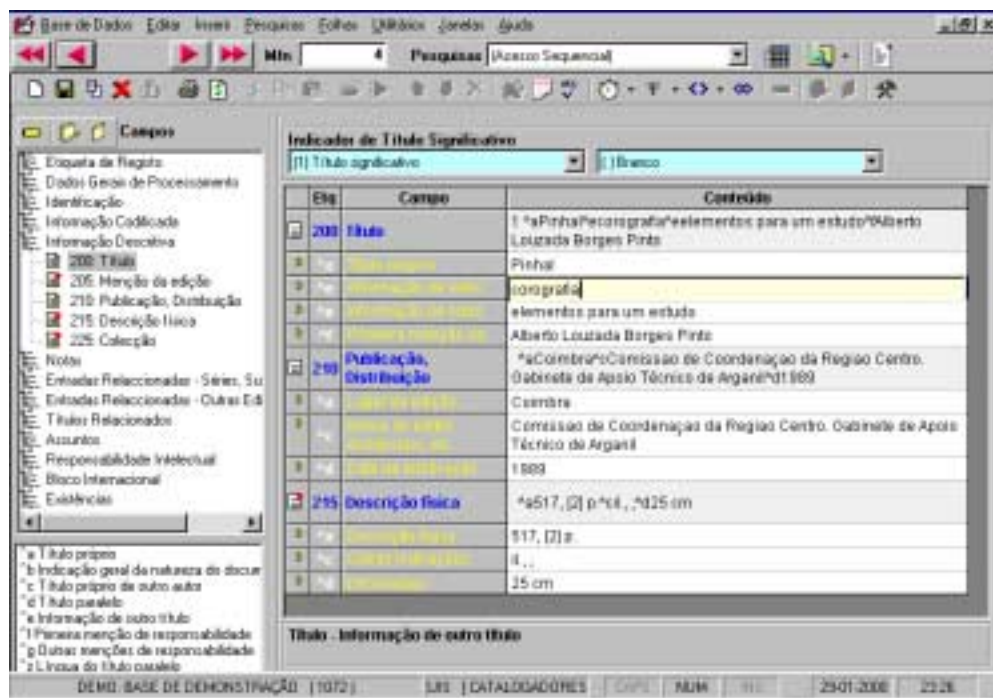 Base de Dados Editar Inserir Pesquisas Folhas Utilitários Janelas Ajuda
Mfn 4 Pesquisas (Acesso Sequencial)
Campos
Etiqueta de Registo
Dados Gerais de Processamento
Identificação
Informação Codificada
Informação Descritiva
200: Título
205: Menção da edição
210: Publicação, Distribuição
215: Descrição física
225: Colecção
Notas
Entradas Relaccionadas - Séries, Su
Entradas Relaccionadas - Outras Edi
Títulos Relacionados
Assuntos
Responsabilidade Intelectual
Bloco Internacional
Existências
^a Título próprio
^b Indicação geral da natureza do docum
^c Título próprio de outro autor
^d Título paralelo
^e Informação de outro título
^f Primeira menção de responsabilidade
^g Outras menções de responsabilidade
^z Língua do título paralelo
Indicador de Título Significativo
(1) Título significativo ( ) Branco
Etq Campo Conteúdo
200 Título 1 ^aPinhal^ecorografia^eelementos para um estudo^fAlberto
Louzada Borges Pinto
Pinhal
corografia
elementos para um estudo
Alberto Louzada Borges Pinto
210 Publicação,
Distribuição
^aCoimbra^cComissao de Coordenaçao da Regiao Centro.
Gabinete de Apoio Técnico de Arganil^d1989
Coimbra
Comissao de Coordenaçao da Regiao Centro. Gabinete de Apoio
Técnico de Arganil
1989
215 Descrição física ^a517, [2] p.^cil., ,^d25 cm
517, [2] p.
il., ,
25 cm
Título - Informação de outro título
DEMO: BASE DE DEMONSTRAÇÃO (1072) CATALOGADORES CAPS NUM INS 29-01-2000 23:26